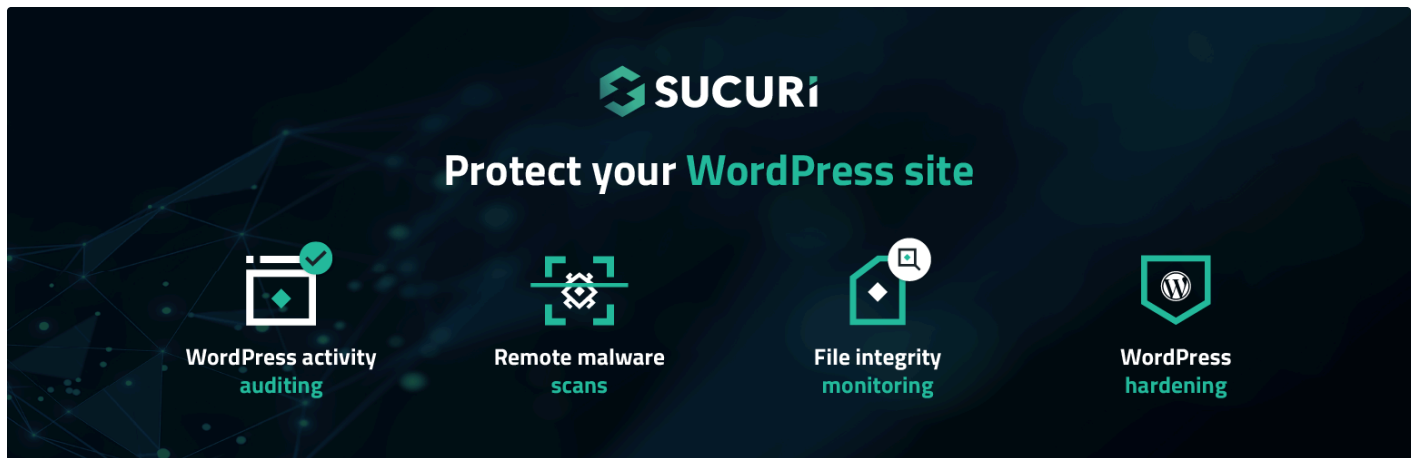 SUCURi
Protect your WordPress site
WordPress activity
auditing
Remote malware
scans
File integrity
monitoring
WordPress
hardening